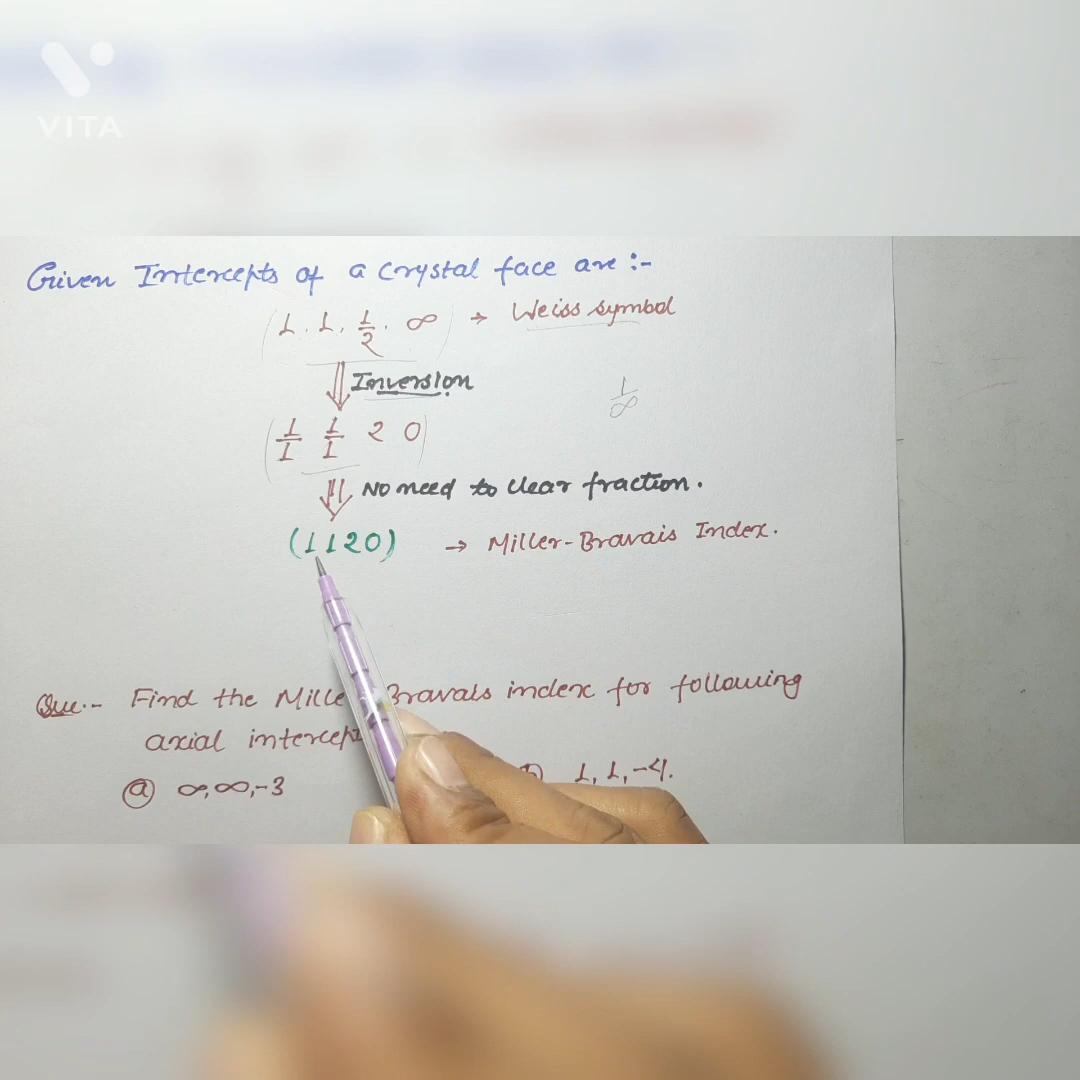 VITA
Given Intercepts of a Crystal face are :-
(1, 1, 1/2, ∞) → Weiss symbol
Inversion
1/∞
(1/1 1/1 2 0)
No need to clear fraction.
(1120) → Miller-Bravais Index.
Que.- Find the Mille Bravais index for following
axial intercept
(a) ∞,∞,-3 1, 1, -4.